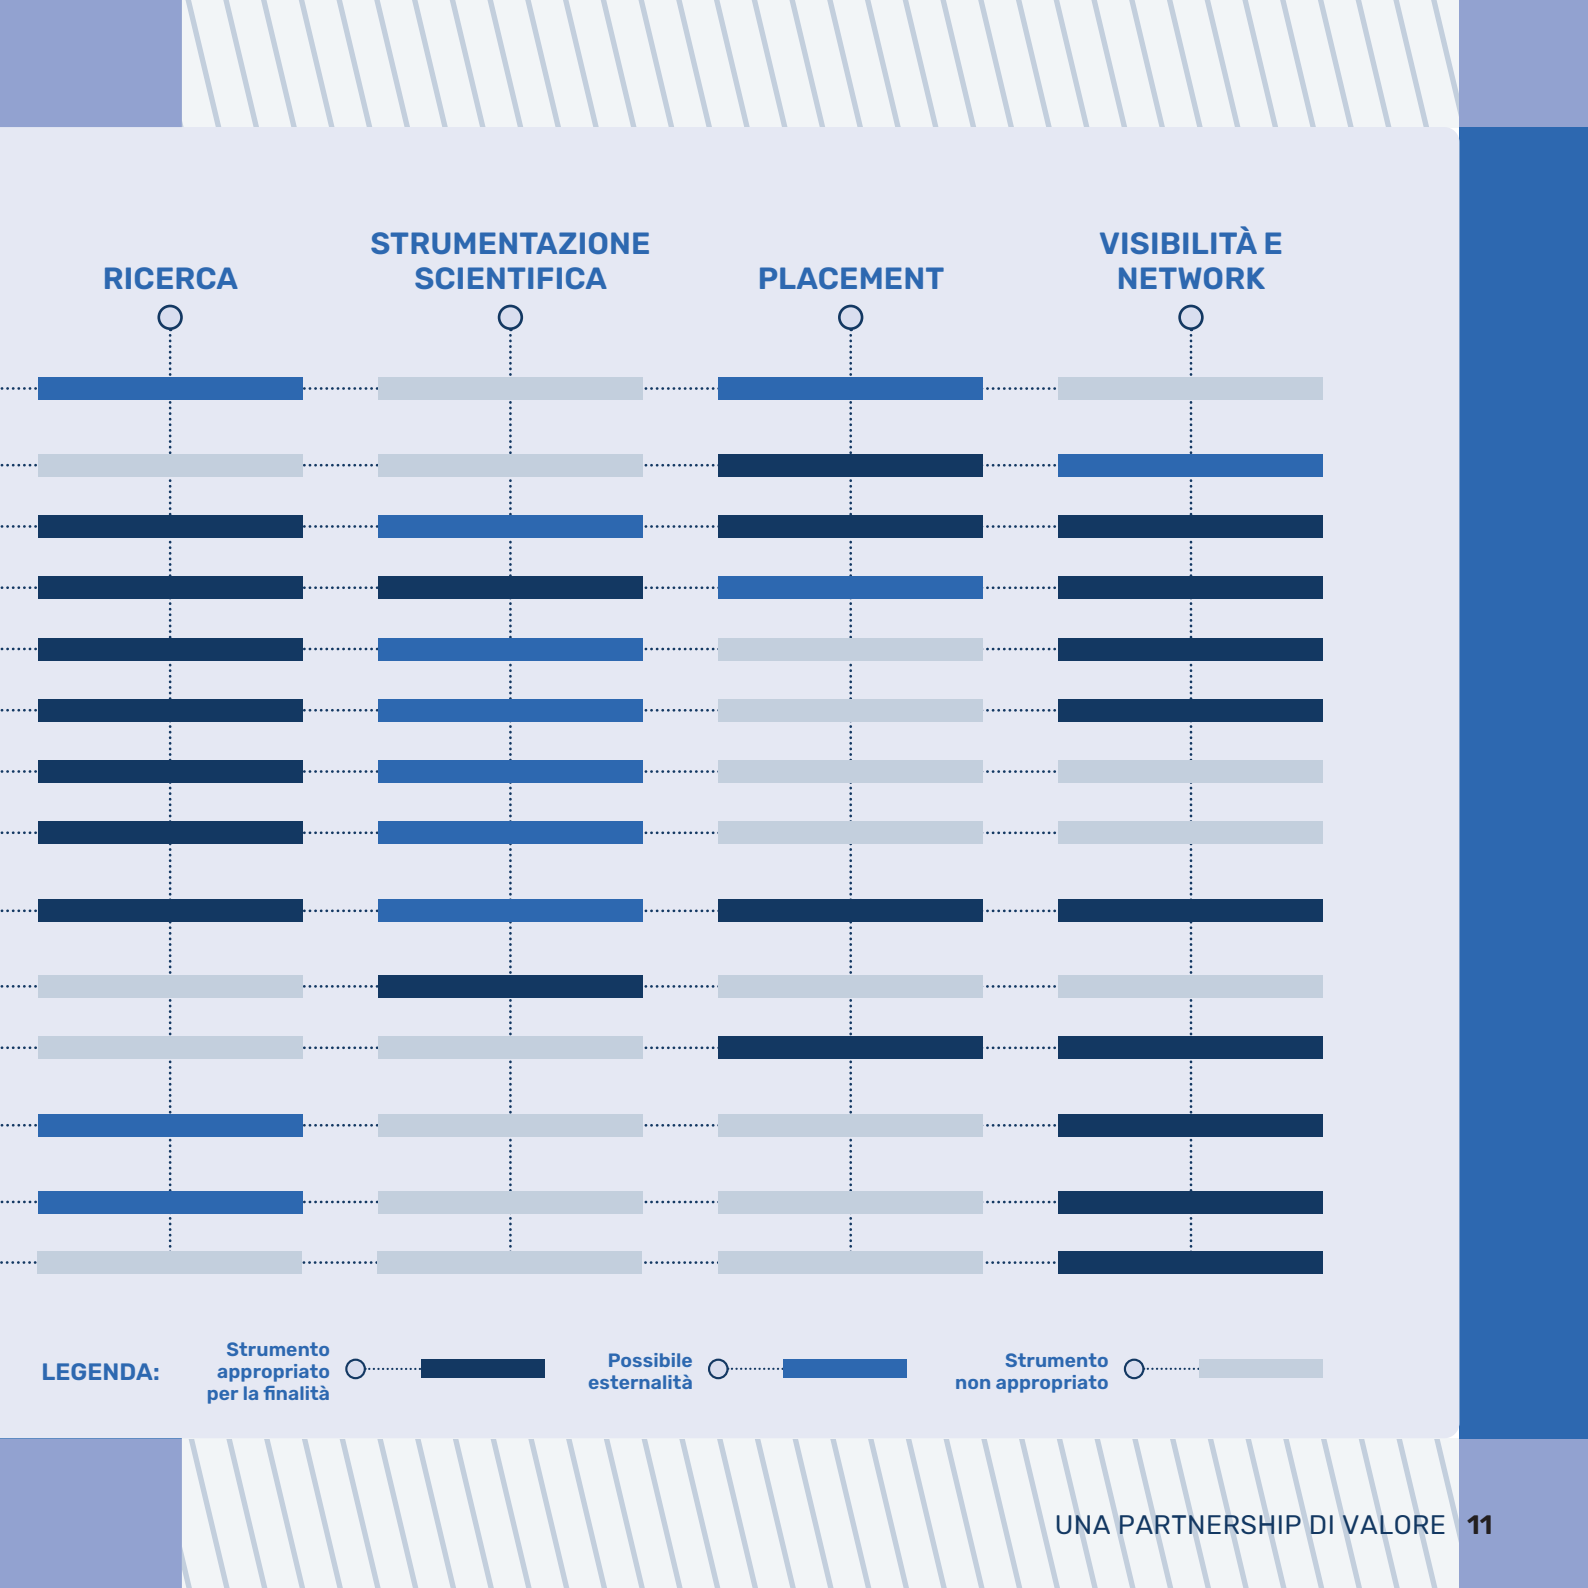 RICERCA
STRUMENTAZIONE
SCIENTIFICA
PLACEMENT
VISIBILITÀ E
NETWORK
LEGENDA:
Strumento
appropriato
per la finalità
Possibile
esternalità
Strumento
non appropriato
UNA PARTNERSHIP DI VALORE 11